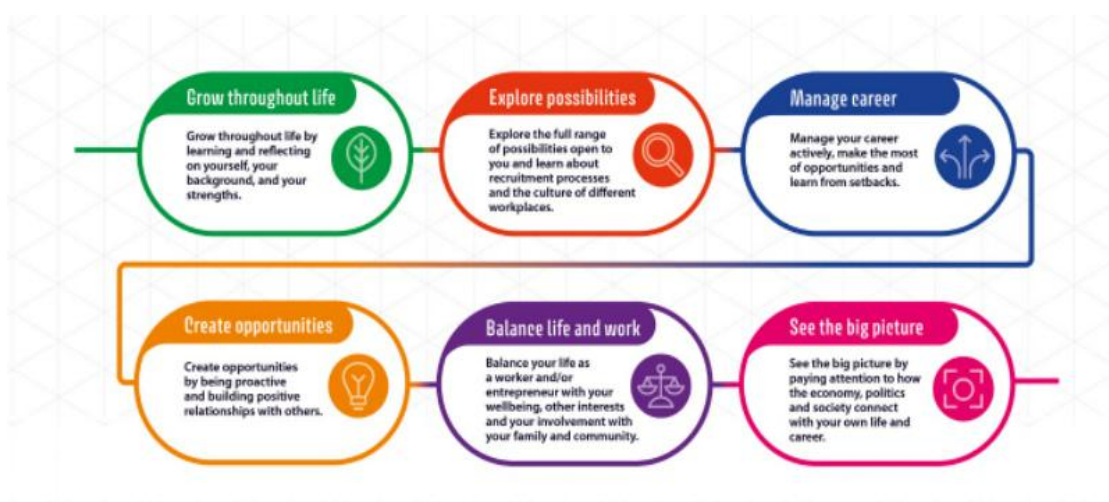 Grow throughout life
Grow throughout life by
learning and reflecting
on yourself, your
background, and your
strengths.
Explore possibilities
Explore the full range
of possibilities open to
you and learn about
recruitment processes
and the culture of different
workplaces.
Manage career
Manage your career
actively, make the most
of opportunities and
learn from setbacks.
Create opportunities
Create opportunities
by being proactive
and building positive
relationships with others.
Balance life and work
Balance your life as
a worker and/or
entrepreneur with your
wellbeing, other interests
and your involvement with
your family and community.
See the big picture
See the big picture by
paying attention to how
the economy, politics
and society connect
with your own life and
career.